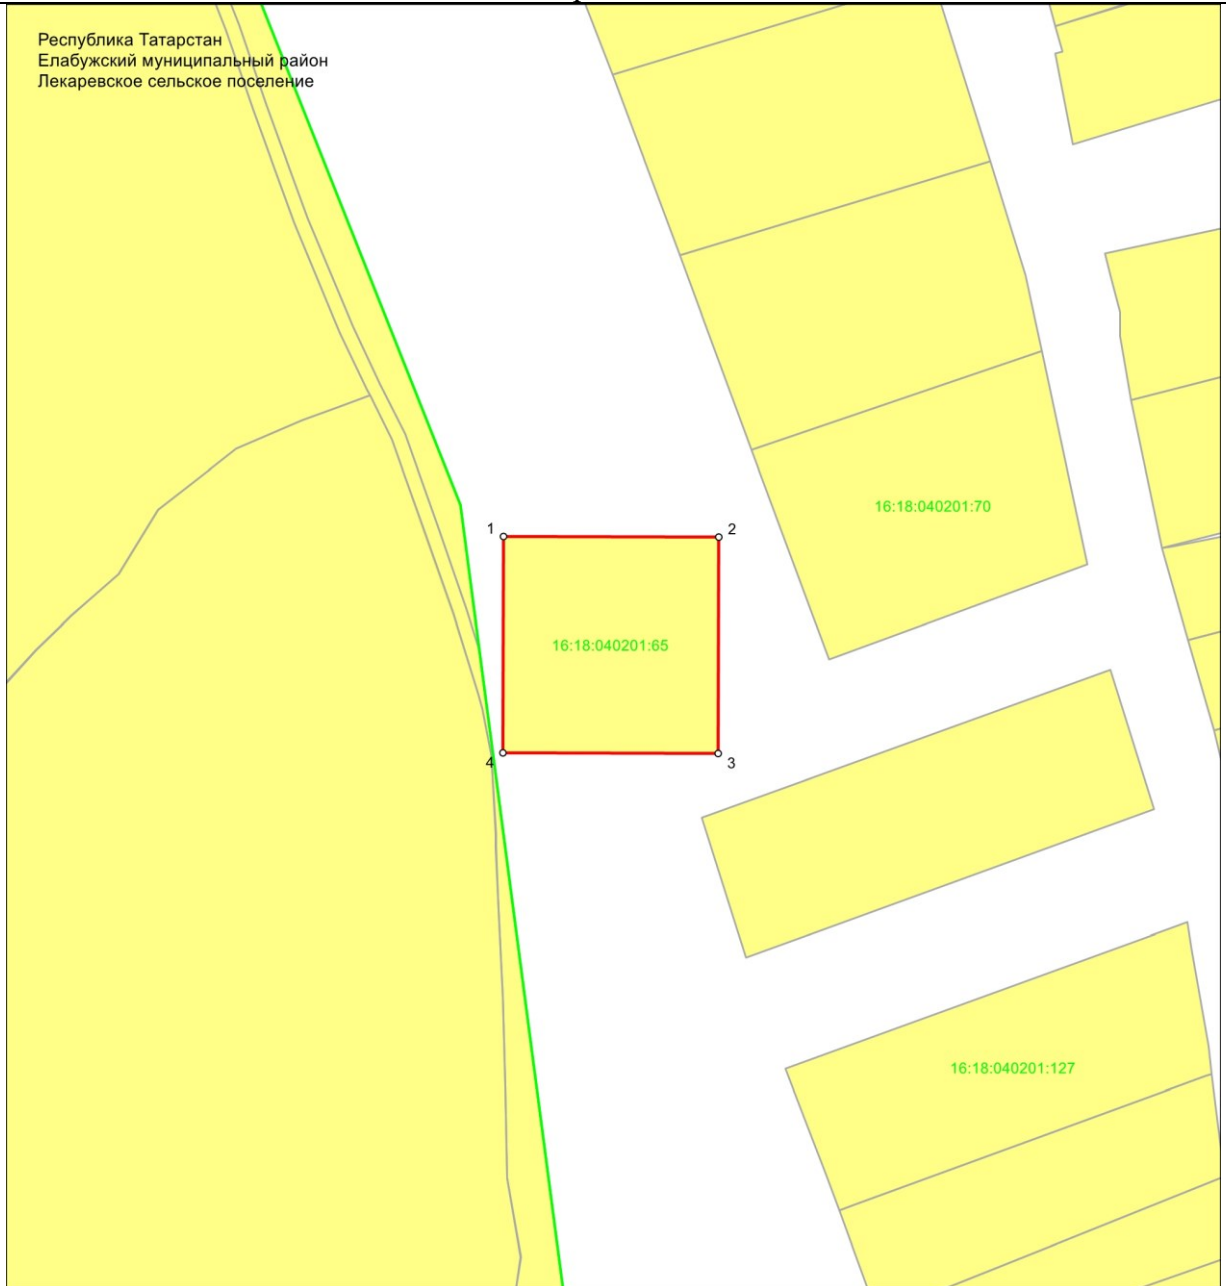 Республика Татарстан
Елабужский муниципальный район
Лекаревское сельское поселение
16:18:040201:70
1
2
16:18:040201:65
4
3
16:18:040201:127